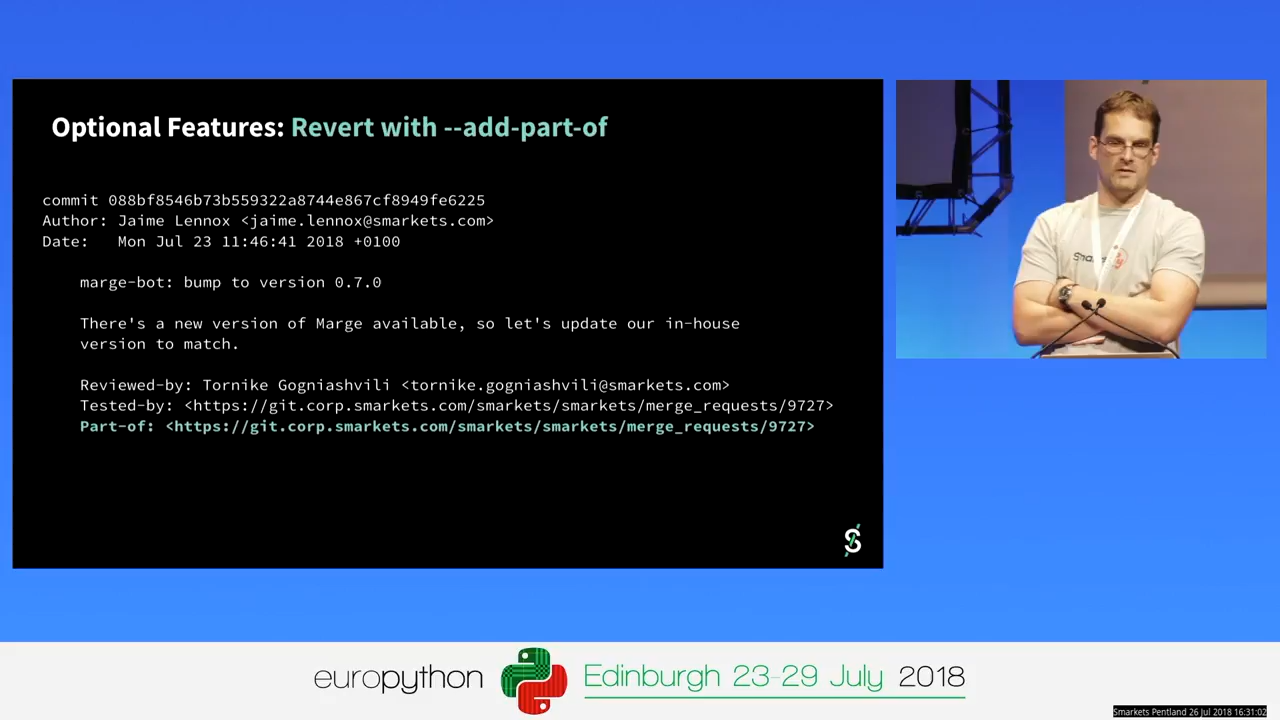 Optional Features: Revert with --add-part-of
commit 088bf8546b73b559322a8744e867cf8949fe6225
Author: Jaime Lennox <jaime.lennox@smarkets.com>
Date:   Mon Jul 23 11:46:41 2018 +0100
marge-bot: bump to version 0.7.0
There's a new version of Marge available, so let's update our in-house
version to match.
Reviewed-by: Tornike Gogniashvili <tornike.gogniashvili@smarkets.com>
Tested-by: <https://git.corp.smarkets.com/smarkets/smarkets/merge_requests/9727>
Part-of: <https://git.corp.smarkets.com/smarkets/smarkets/merge_requests/9727>
S
europython
Edinburgh 23-29 July 2018
Smarkets Pentland 26 Jul 2018 16:31:02